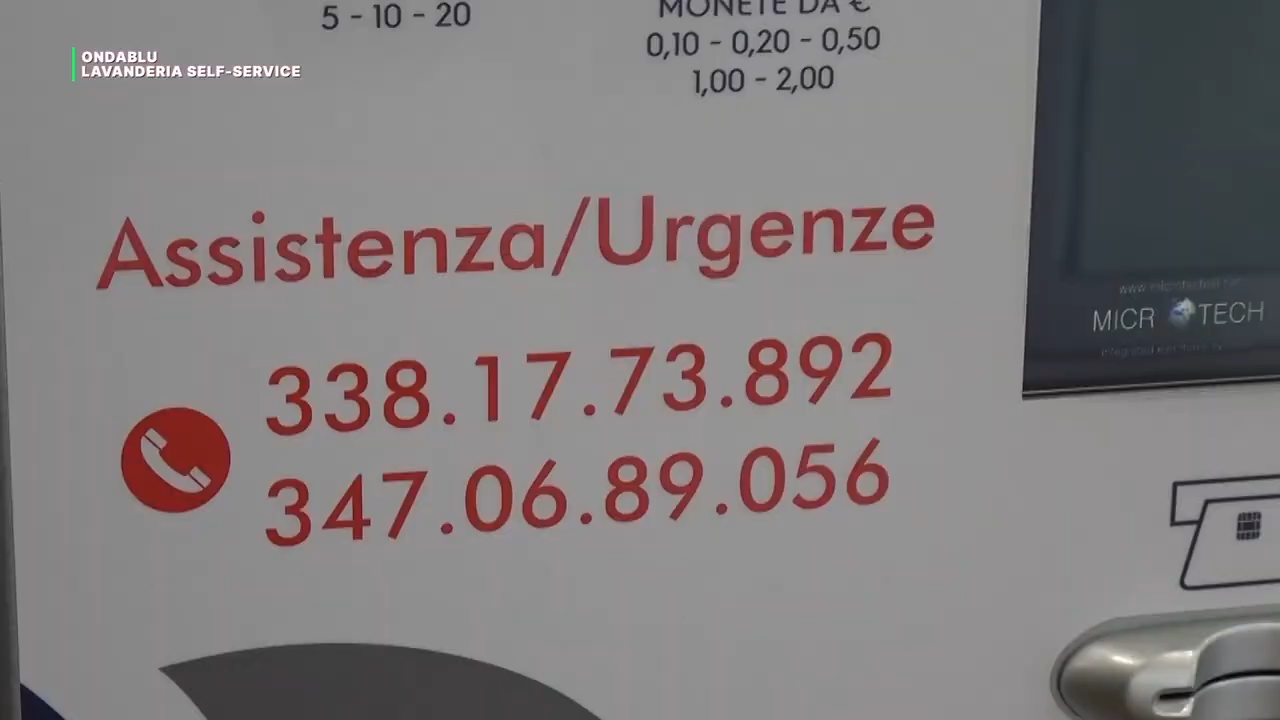 5 - 10 - 20
MONETE DA €
0,10 - 0,20 - 0,50
1,00 - 2,00
ONDABLU
LAVANDERIA SELF-SERVICE
Assistenza/Urgenze
338.17.73.892
347.06.89.056
MICR TECH